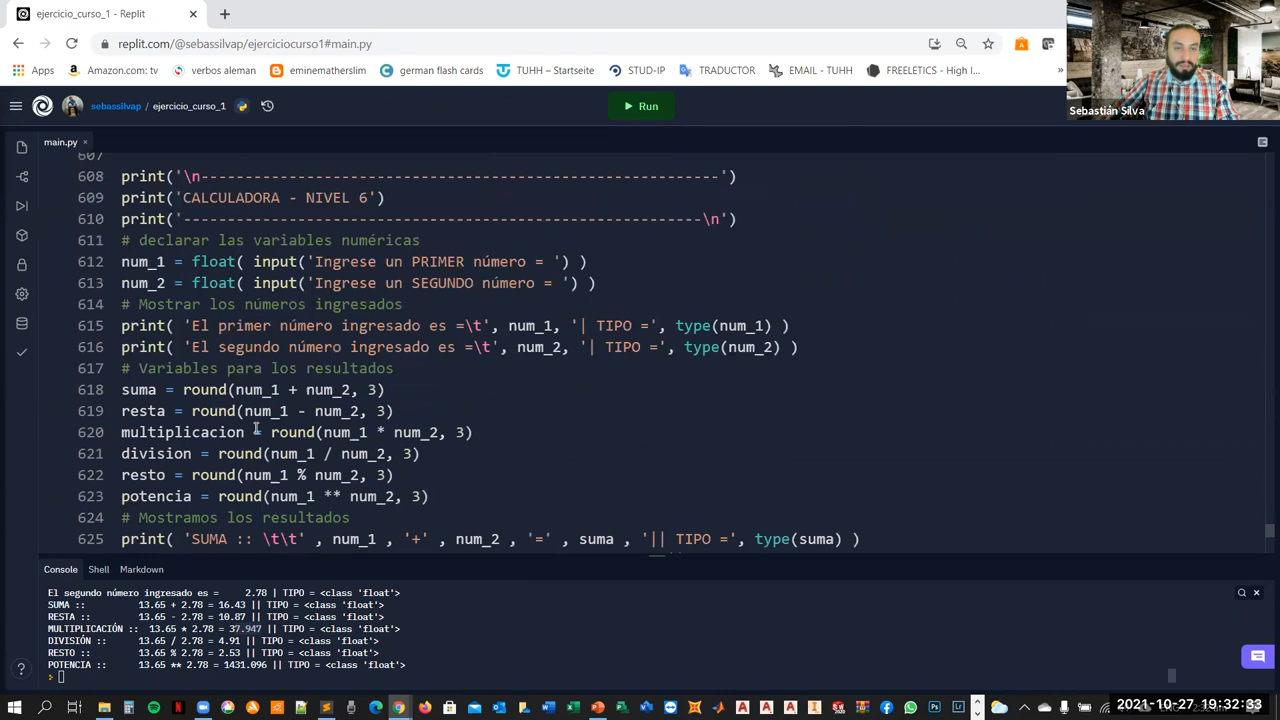 ejercicio_curso_1 - Replit
replit.com/@sebassilvap/ejerciciocurso1#main.py
Apps Amazon.com: tv verbos aleman eminematherslim german flash cards TUHH – Startseite STUD-IP TRADUCTOR EMAIL - TUHH FREELETICS - High I... »
Sebastián Silva
sebassilvap / ejercicio_curso_1
Run
main.py
607
608 print('\n-----------------------------------------------------------')
609 print('CALCULADORA - NIVEL 6')
610 print('-----------------------------------------------------------\n')
611 # declarar las variables numéricas
612 num_1 = float( input('Ingrese un PRIMER número = ') )
613 num_2 = float( input('Ingrese un SEGUNDO número = ') )
614 # Mostrar los números ingresados
615 print( 'El primer número ingresado es =\t', num_1, '| TIPO =', type(num_1) )
616 print( 'El segundo número ingresado es =\t', num_2, '| TIPO =', type(num_2) )
617 # Variables para los resultados
618 suma = round(num_1 + num_2, 3)
619 resta = round(num_1 - num_2, 3)
620 multiplicacion = round(num_1 * num_2, 3)
621 division = round(num_1 / num_2, 3)
622 resto = round(num_1 % num_2, 3)
623 potencia = round(num_1 ** num_2, 3)
624 # Mostramos los resultados
625 print( 'SUMA :: \t\t' , num_1 , '+' , num_2 , '=' , suma , '|| TIPO =', type(suma) )
Console Shell Markdown
El segundo número ingresado es = 2.78 | TIPO = <class 'float'>
SUMA :: 13.65 + 2.78 = 16.43 || TIPO = <class 'float'>
RESTA :: 13.65 - 2.78 = 10.87 || TIPO = <class 'float'>
MULTIPLICACIÓN :: 13.65 * 2.78 = 37.947 || TIPO = <class 'float'>
DIVISIÓN :: 13.65 / 2.78 = 4.91 || TIPO = <class 'float'>
RESTO :: 13.65 % 2.78 = 2.53 || TIPO = <class 'float'>
POTENCIA :: 13.65 ** 2.78 = 1431.096 || TIPO = <class 'float'>
2021-10-27 19:32:33